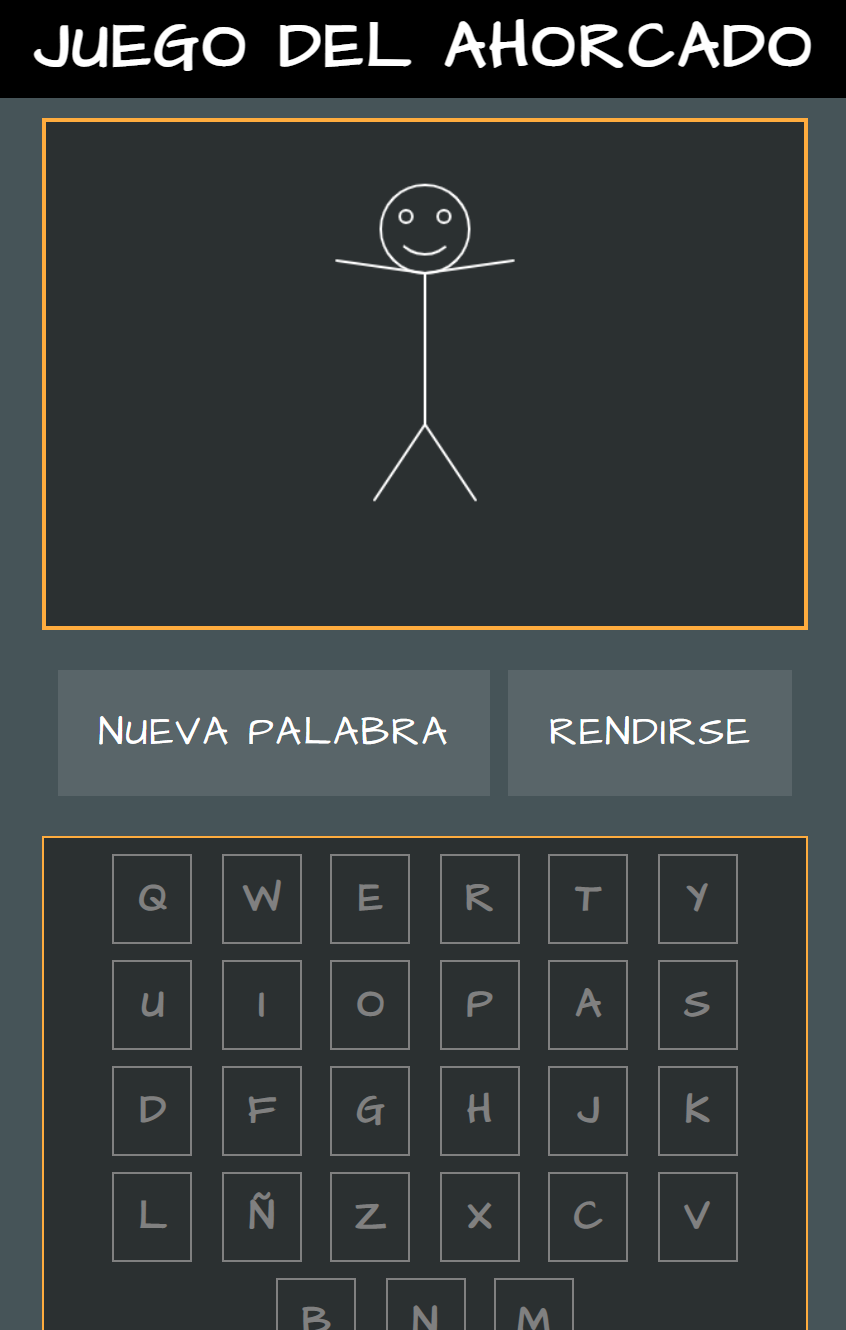 JUEGO DEL AHORCADO
NUEVA PALABRA RENDIRSE
Q W E R T Y
U I O P A S
D F G H J K
L Ñ Z X C V
B N M